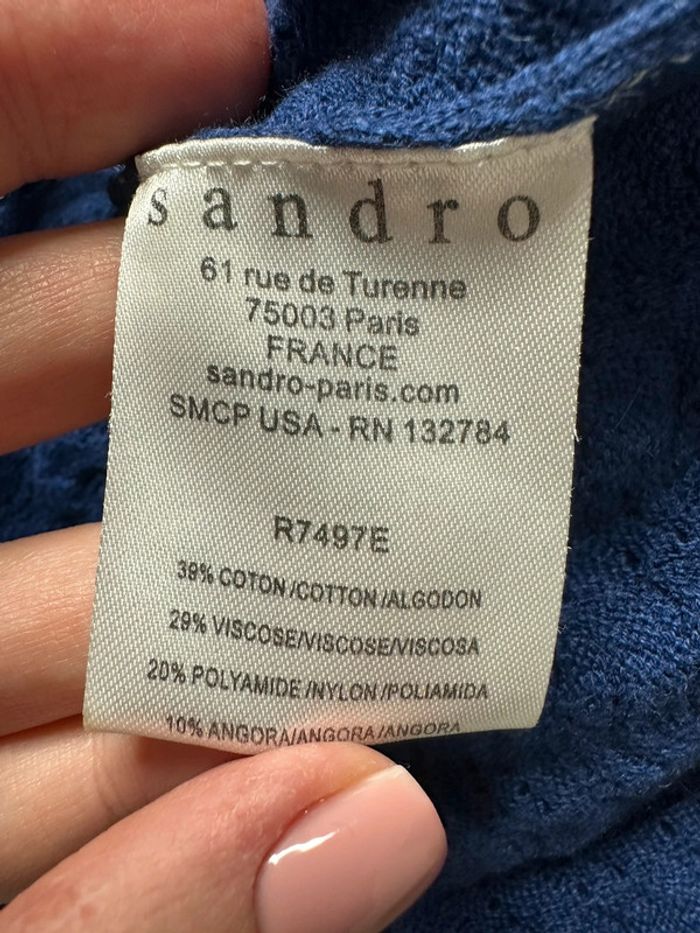 sandro
61 rue de Turenne
75003 Paris
FRANCE
sandro-paris.com
SMCP USA - RN 132784
R7497E
39% COTON/COTTON/ALGODON
29% VISCOSE/VISCOSE/VISCOSA
20% POLYAMIDE/NYLON/POLIAMIDA
10% ANGORA/ANGORA/ANGORA